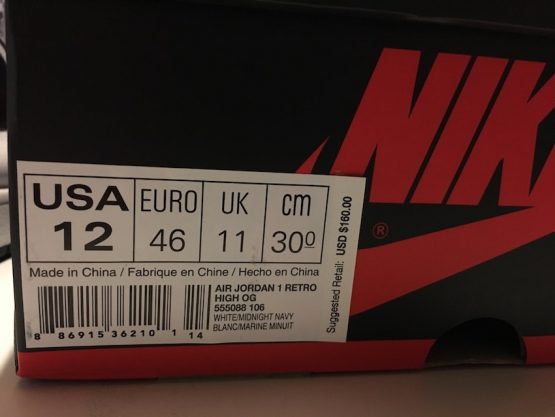 NIK
®
USA EURO UK cm
12 46 11 30º
Made in China / Fabrique en Chine / Hecho en China
AIR JORDAN 1 RETRO
HIGH OG
555088 106
WHITE/MIDNIGHT NAVY
BLANC/MARINE MINUIT
8 86915 36210 1 14
Suggested Retail: USD $160.00